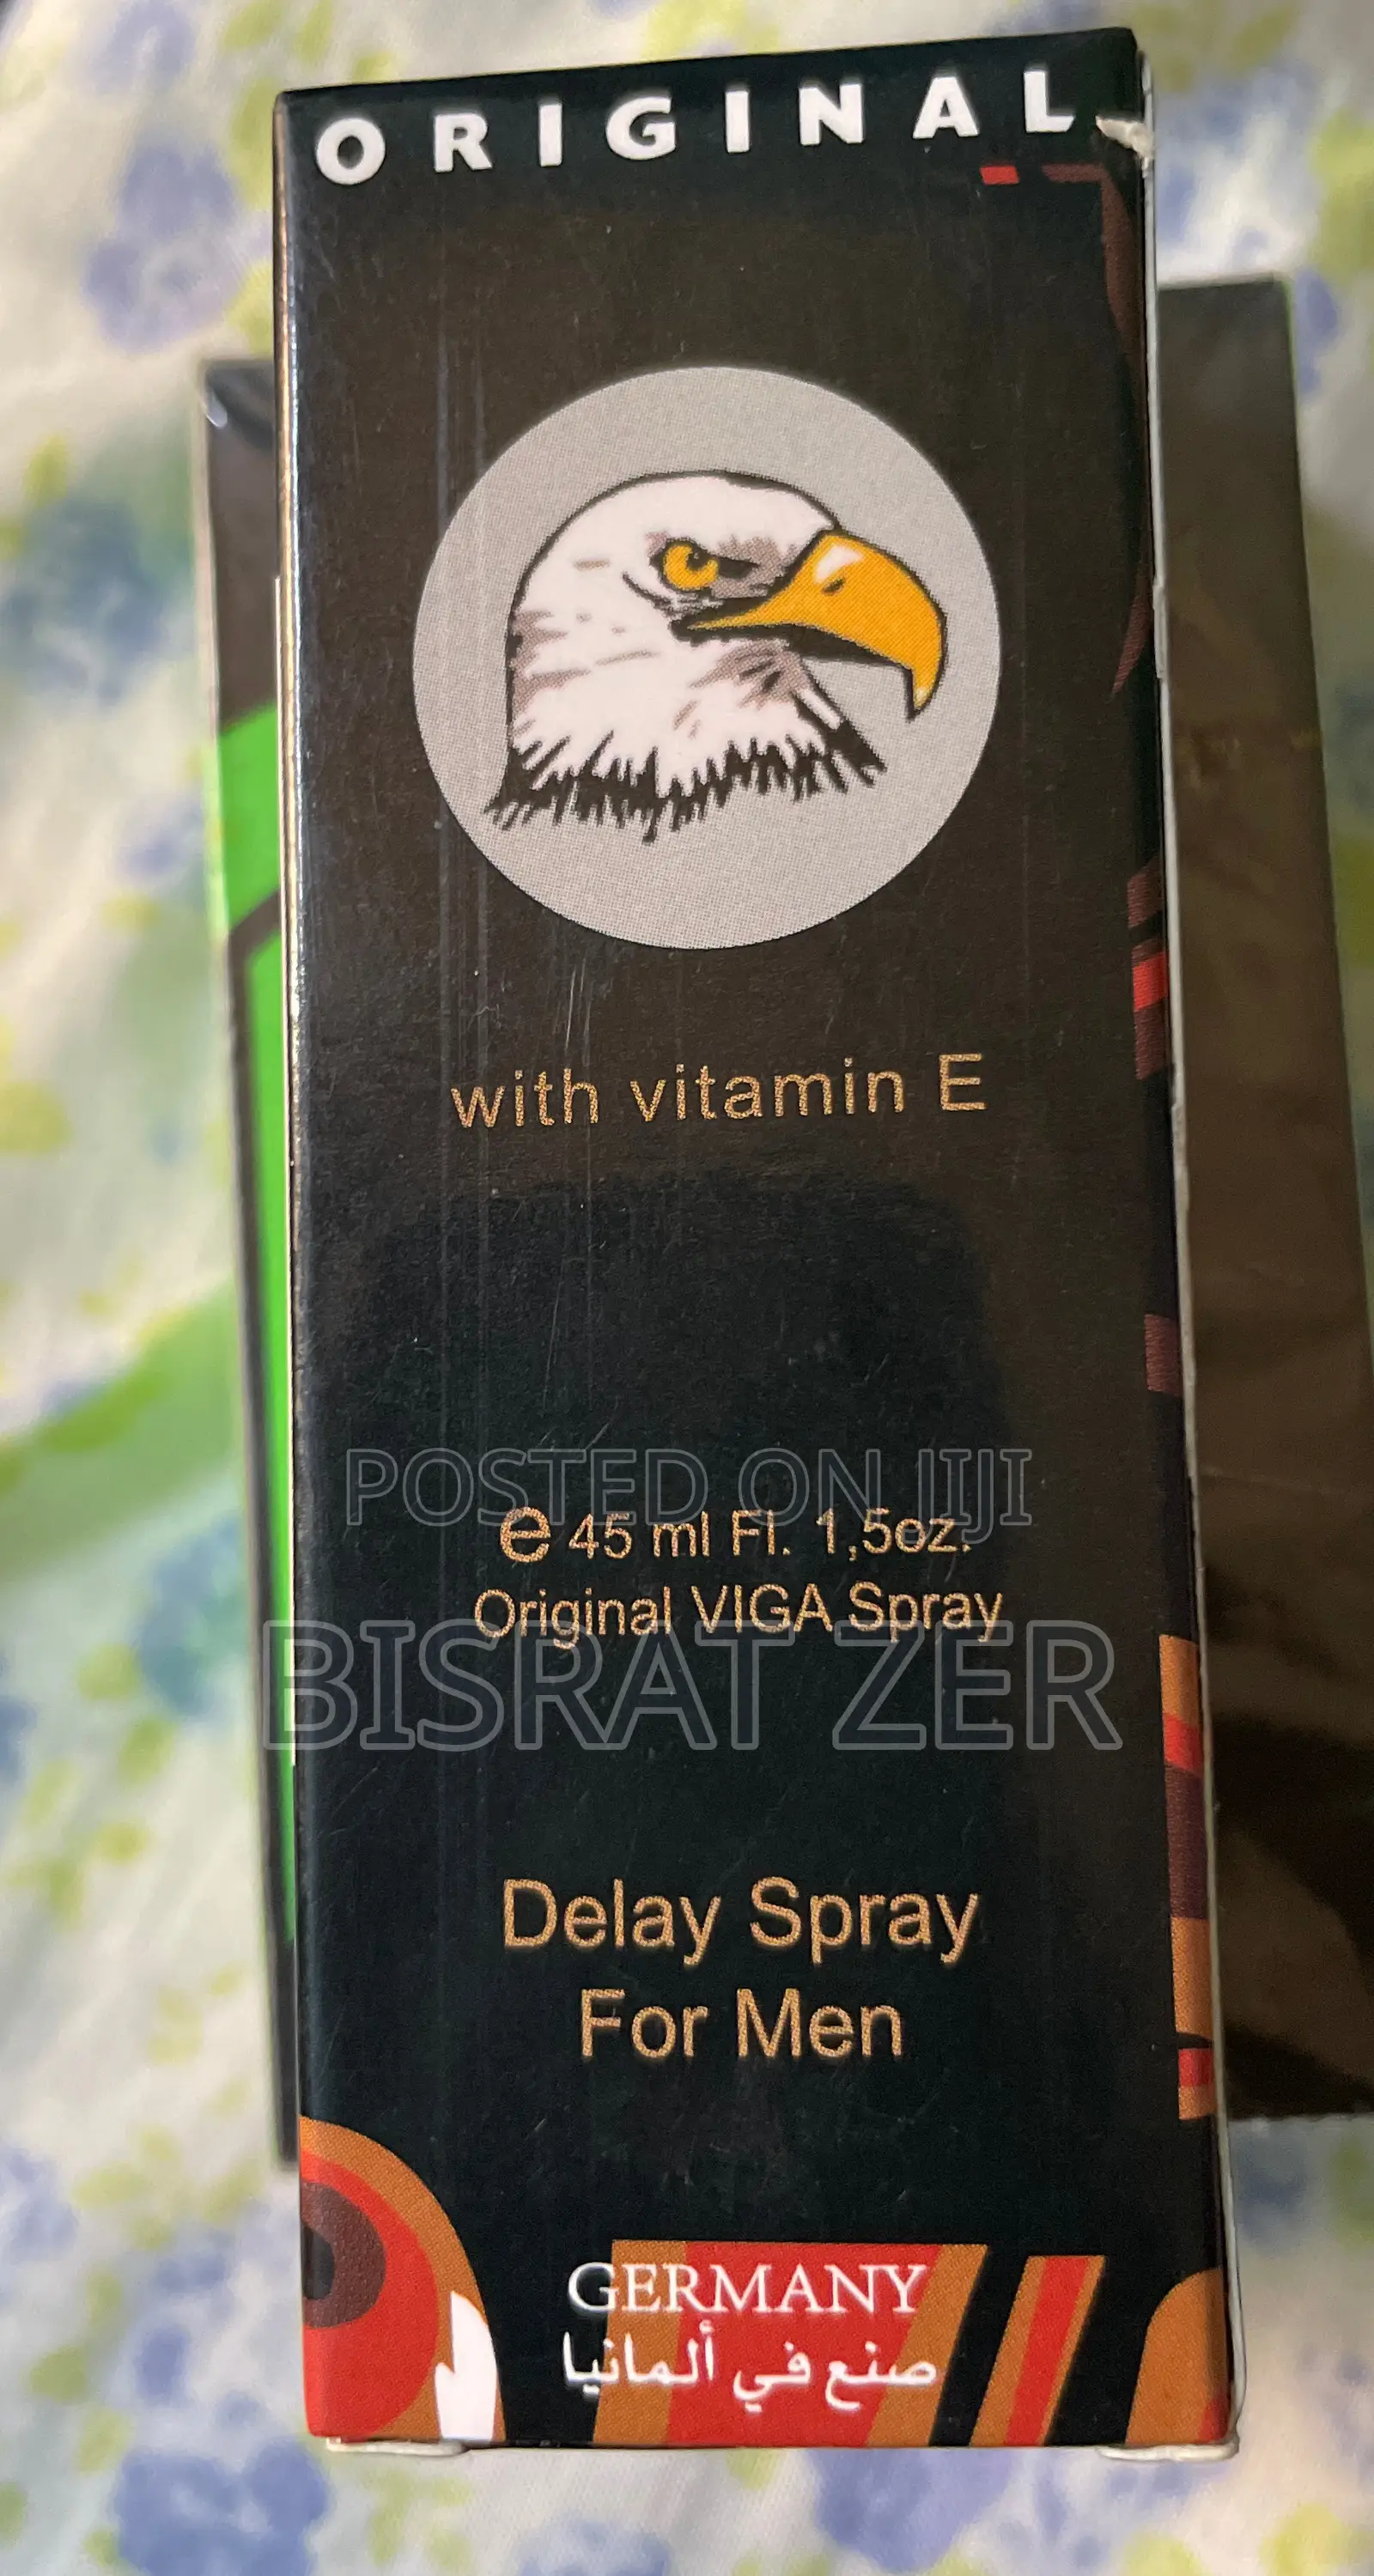 ORIGINAL
with vitamin E
POSTED ON JIJI
e 45 ml Fl. 1,5oz.
Original VIGA Spray
BISRAT ZER
Delay Spray
For Men
GERMANY
صنع في ألمانيا